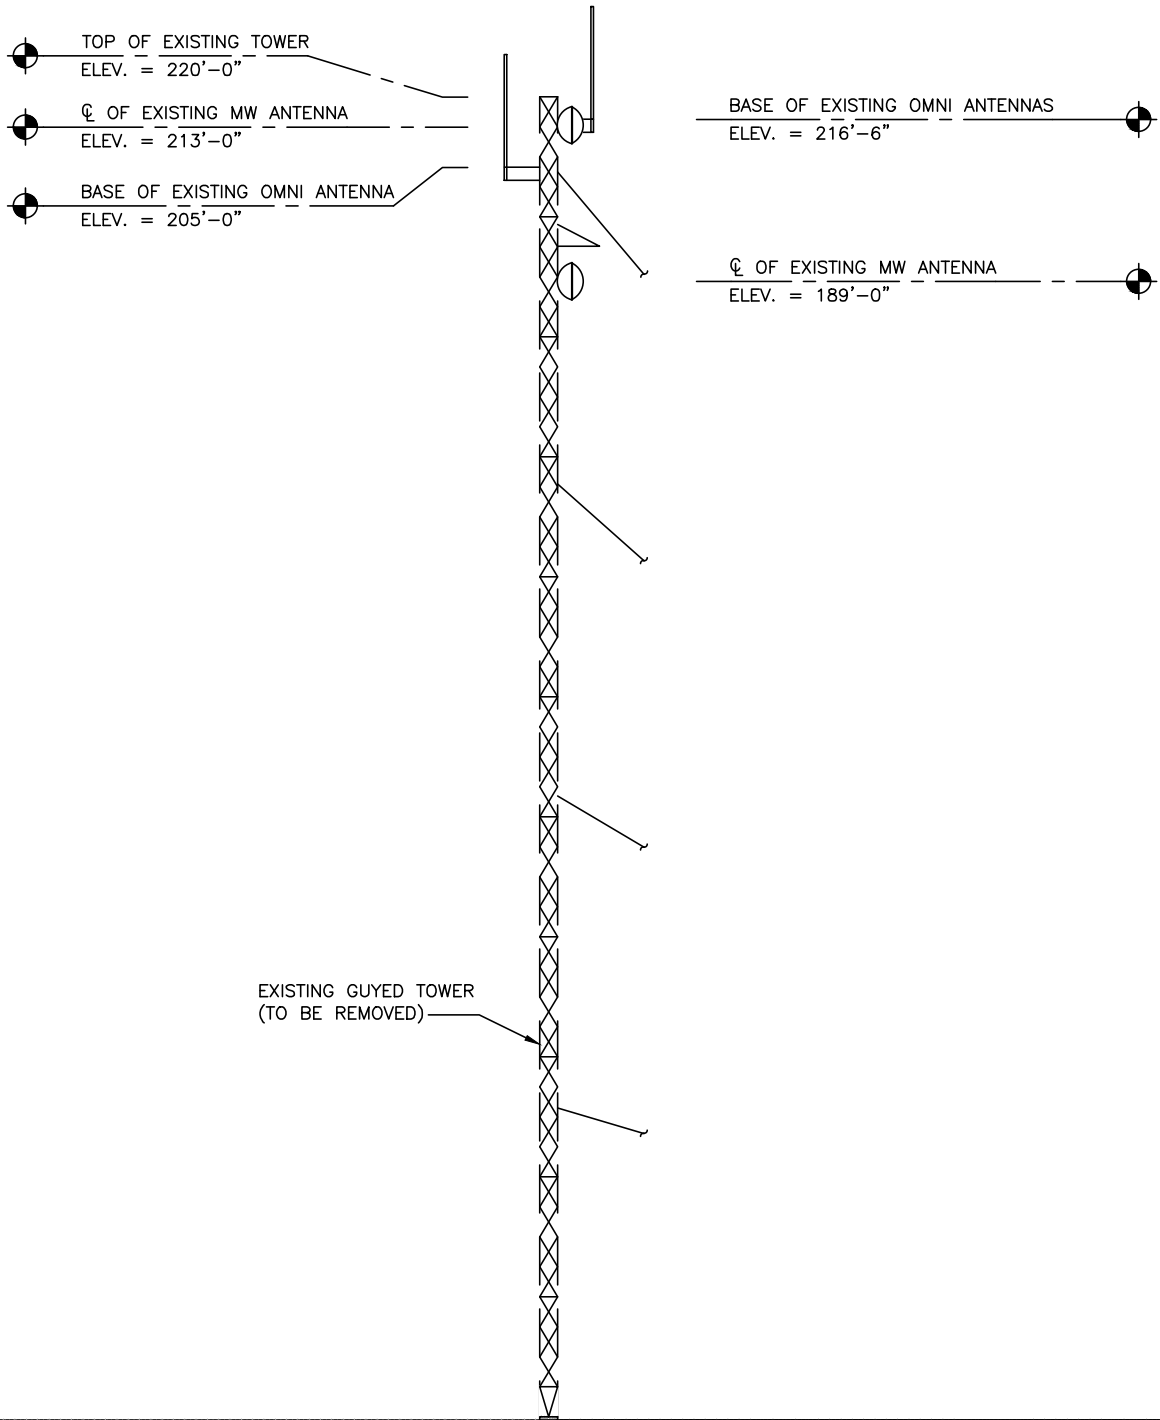 TOP OF EXISTING TOWER
ELEV. = 220'-0"
℄ OF EXISTING MW ANTENNA
ELEV. = 213'-0"
BASE OF EXISTING OMNI ANTENNA
ELEV. = 205'-0"
BASE OF EXISTING OMNI ANTENNAS
ELEV. = 216'-6"
℄ OF EXISTING MW ANTENNA
ELEV. = 189'-0"
EXISTING GUYED TOWER
(TO BE REMOVED)